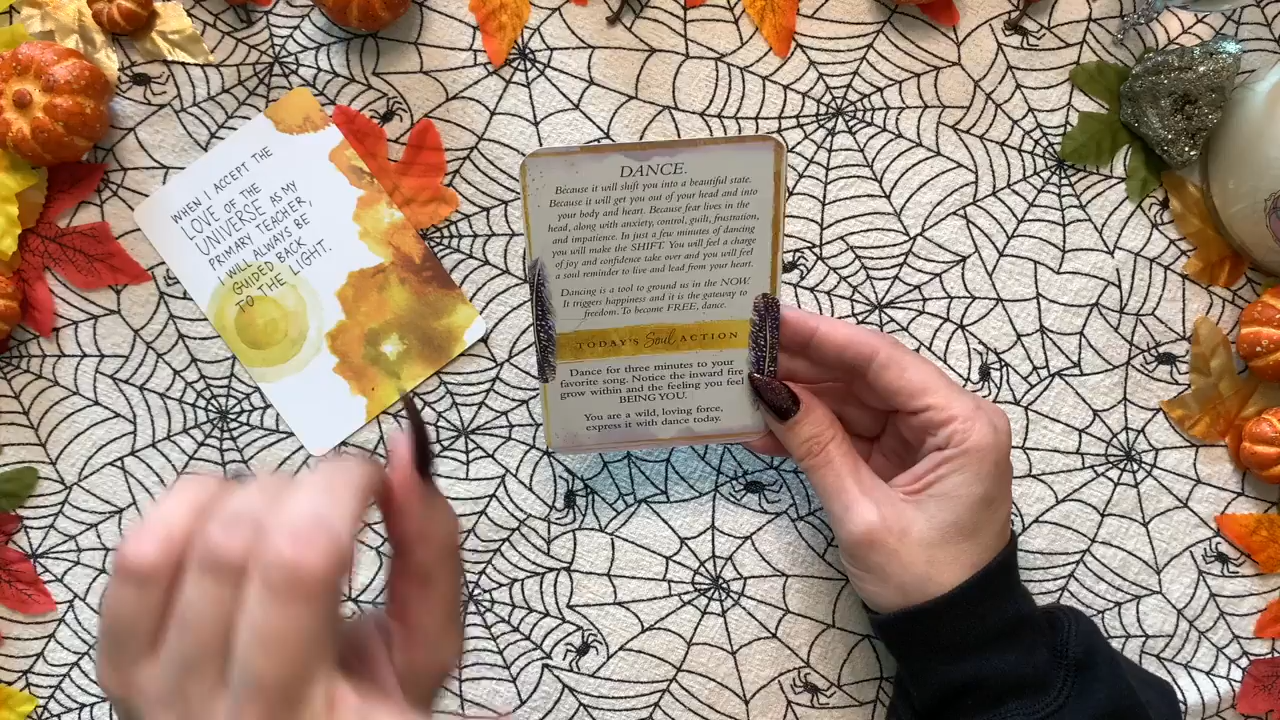 WHEN I ACCEPT THE
LOVE OF THE
UNIVERSE AS MY
PRIMARY TEACHER,
I WILL ALWAYS BE
GUIDED BACK
TO THE LIGHT.
DANCE.
Because it will shift you into a beautiful state.
Because it will get you out of your head and into
your body and heart. Because fear lives in the
head, along with anxiety, control, guilt, frustration,
and impatience. In just a few minutes of dancing
you will make the SHIFT. You will feel a charge
of joy and confidence take over and you will feel
a soul reminder to live and lead from your heart.
Dancing is a tool to ground us in the NOW.
It triggers happiness and it is the gateway to
freedom. To become FREE, dance.
TODAY'S Soul ACTION
Dance for three minutes to your
favorite song. Notice the inward fire
grow within and the feeling you feel
BEING YOU.
You are a wild, loving force,
express it with dance today.